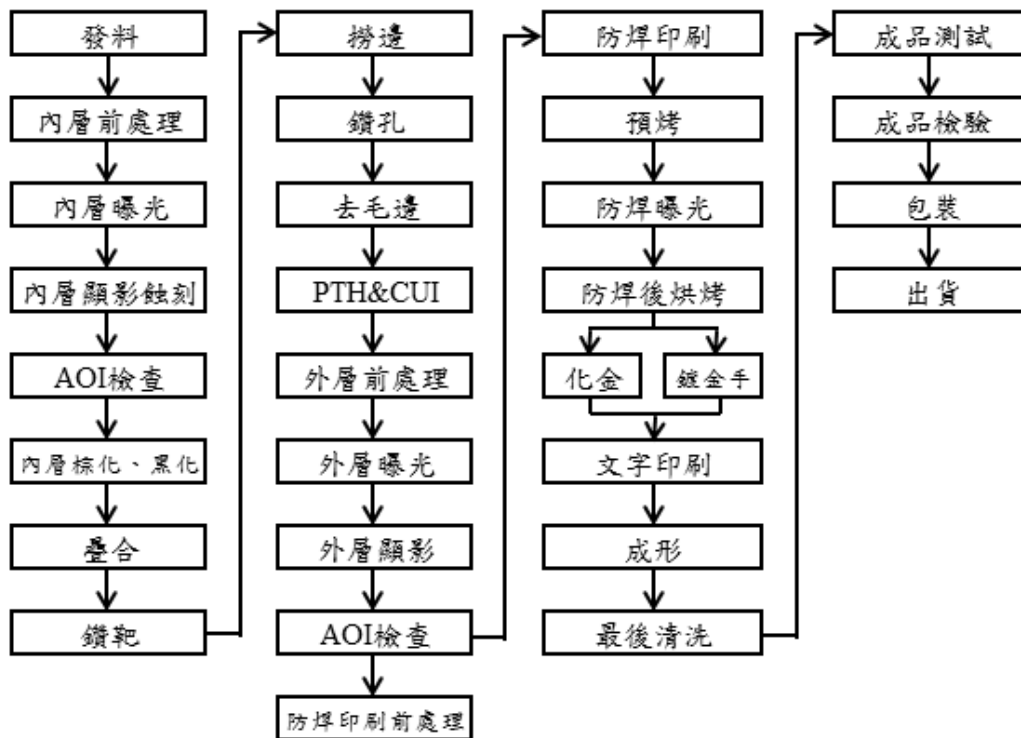 發料
內層前處理
內層曝光
內層顯影蝕刻
AOI檢查
內層棕化、黑化
疊合
鑽靶
撈邊
鑽孔
去毛邊
PTH&CUI
外層前處理
外層曝光
外層顯影
AOI檢查
防焊印刷前處理
防焊印刷
預烤
防焊曝光
防焊後烘烤
化金
鍍金手
文字印刷
成形
最後清洗
成品測試
成品檢驗
包裝
出貨